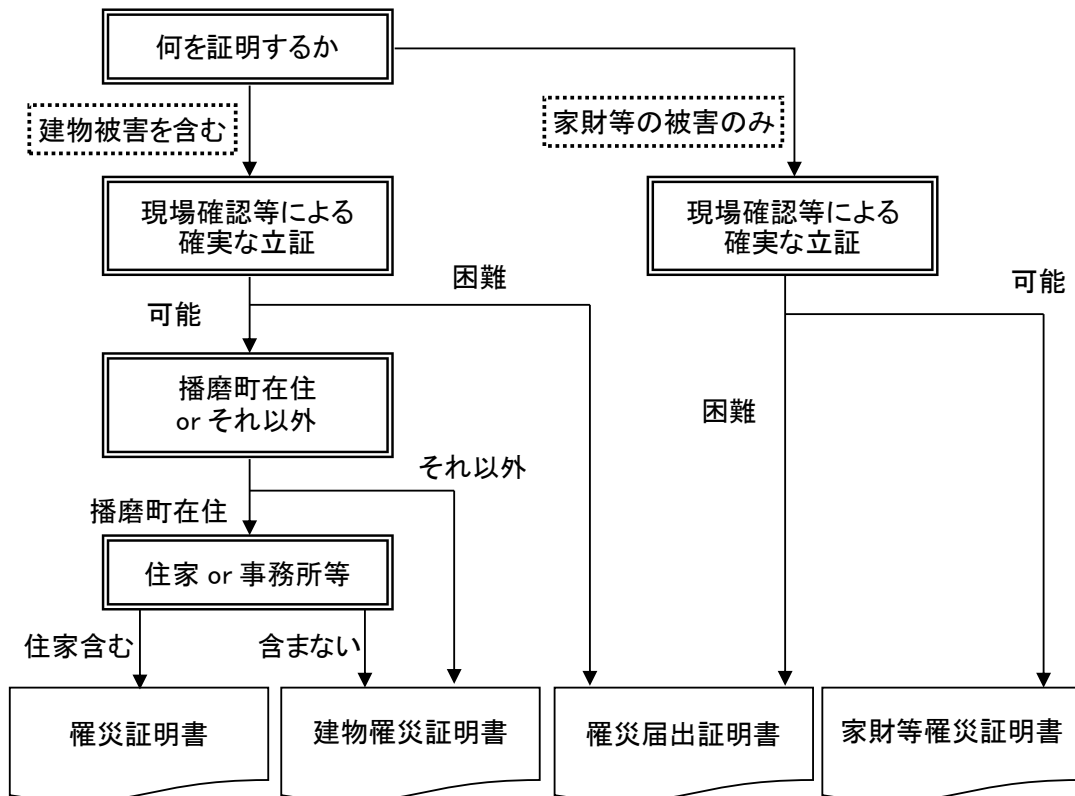 何を証明するか
建物被害を含む
家財等の被害のみ
現場確認等による
確実な立証
現場確認等による
確実な立証
困難
可能
可能
播磨町在住
or それ以外
困難
それ以外
播磨町在住
住家 or 事務所等
住家含む
含まない
罹災証明書
建物罹災証明書
罹災届出証明書
家財等罹災証明書